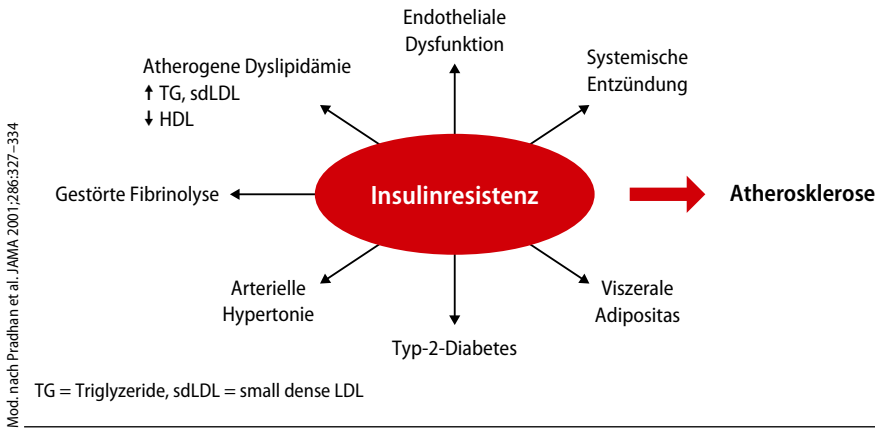 Endotheliale
Dysfunktion
Systemische
Entzündung
Atherogene Dyslipidämie
↑ TG, sdLDL
↓ HDL
Gestörte Fibrinolyse
Insulinresistenz
Atherosklerose
Arterielle
Hypertonie
Viszerale
Adipositas
Typ-2-Diabetes
TG = Triglyzeride, sdLDL = small dense LDL
Mod. nach Pradhan et al. JAMA 2001;286:327–334